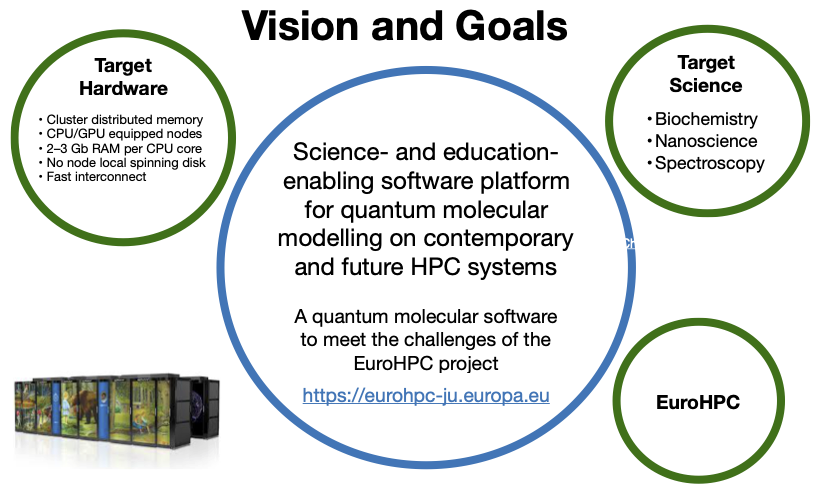 Vision and Goals
Target
Hardware
• Cluster distributed memory
• CPU/GPU equipped nodes
• 2–3 Gb RAM per CPU core
• No node local spinning disk
• Fast interconnect
Target
Science
• Biochemistry
• Nanoscience
• Spectroscopy
Science- and education-
enabling software platform
for quantum molecular
modelling on contemporary
and future HPC systems
A quantum molecular software
to meet the challenges of the
EuroHPC project
https://eurohpc-ju.europa.eu
EuroHPC